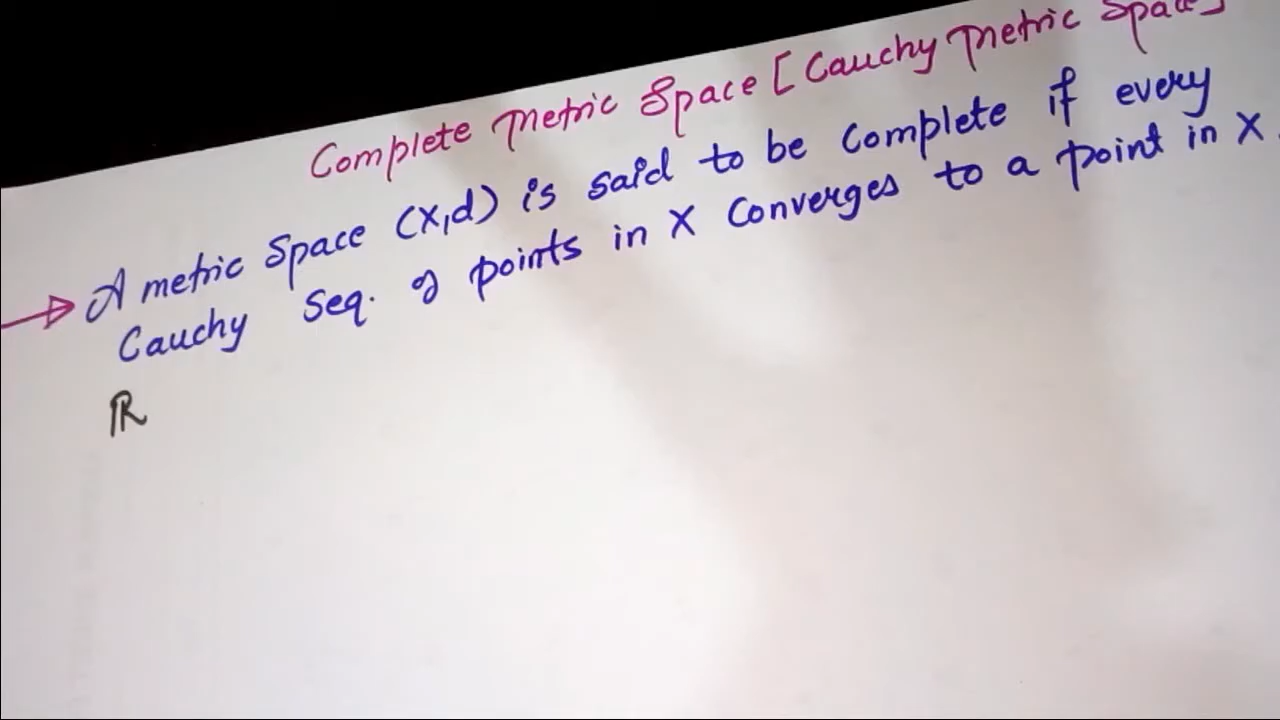 Complete Metric Space [Cauchy Metric Space]
A metric Space (X,d) is said to be complete if every
Cauchy Seq. of points in X Converges to a point in X.
ℝ